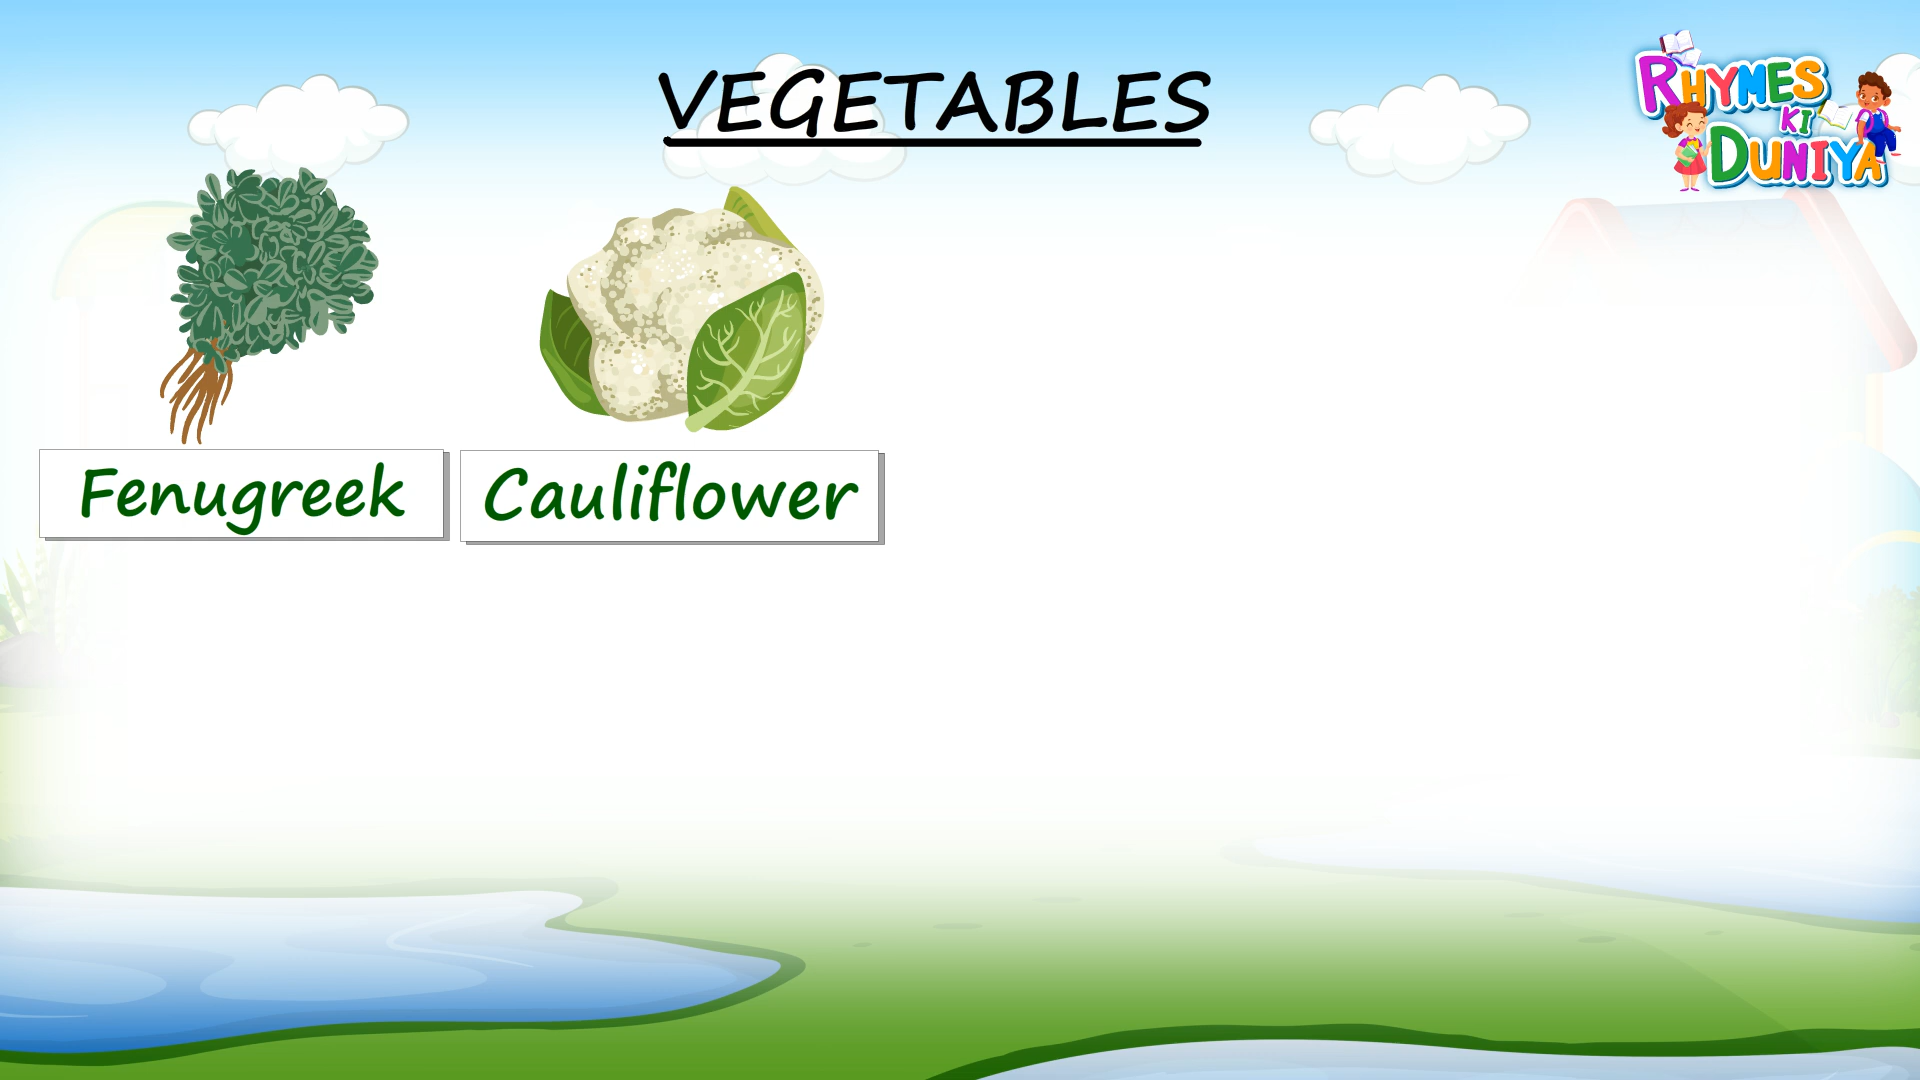 VEGETABLES
RHYMES
KI
DUNIYA
Fenugreek
Cauliflower